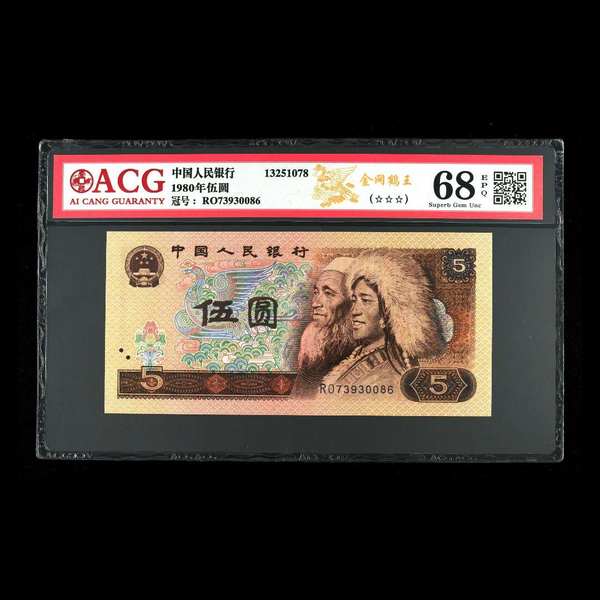 ACG
AI CANG GUARANTY
中国人民银行 13251078
1980年伍圆
冠号: RO73930086
金网鹤王
(☆☆☆)
68 EPQ
Superb Gem Unc
中国人民银行
5
伍圆
5
RO73930086
5